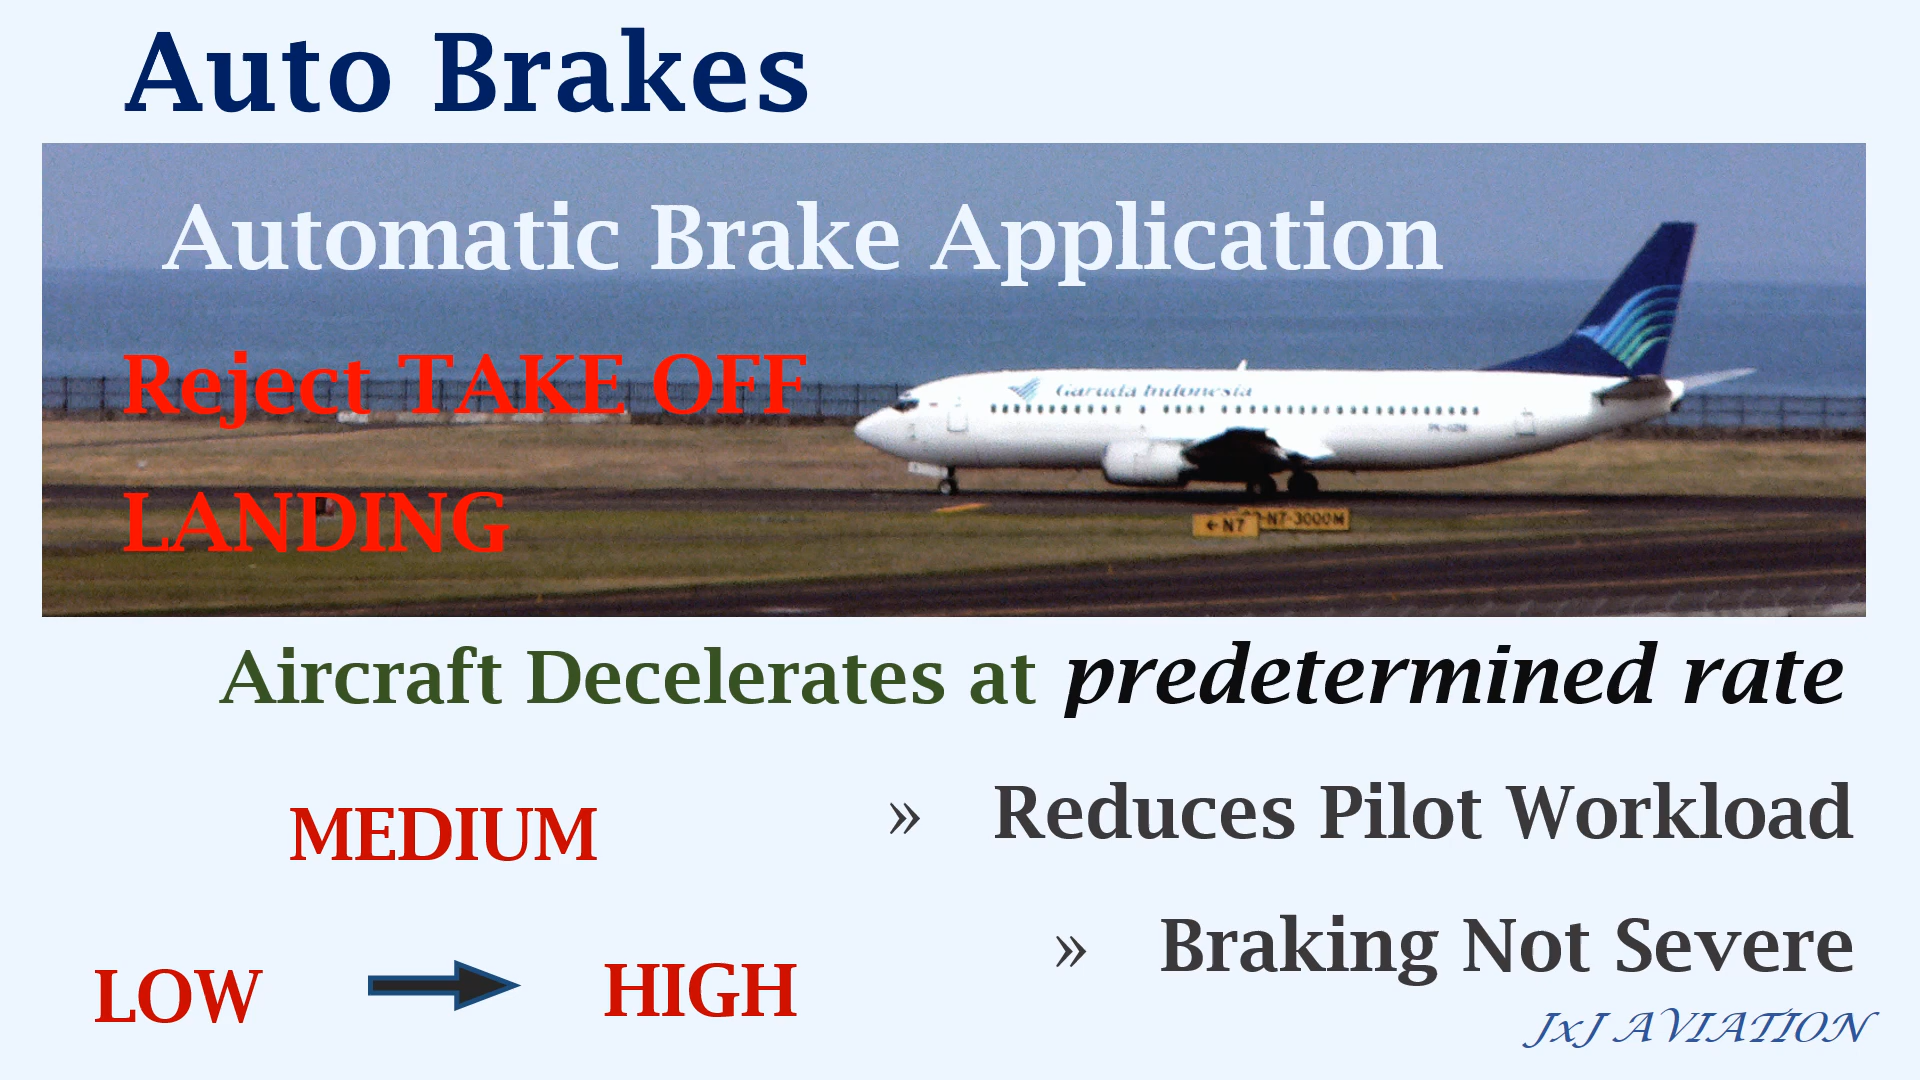 Auto Brakes
Automatic Brake Application
Reject TAKE OFF
Garuda Indonesia
LANDING
←N7
N7-3000M
Aircraft Decelerates at predetermined rate
MEDIUM
» Reduces Pilot Workload
» Braking Not Severe
LOW
HIGH
JxJ AVIATION